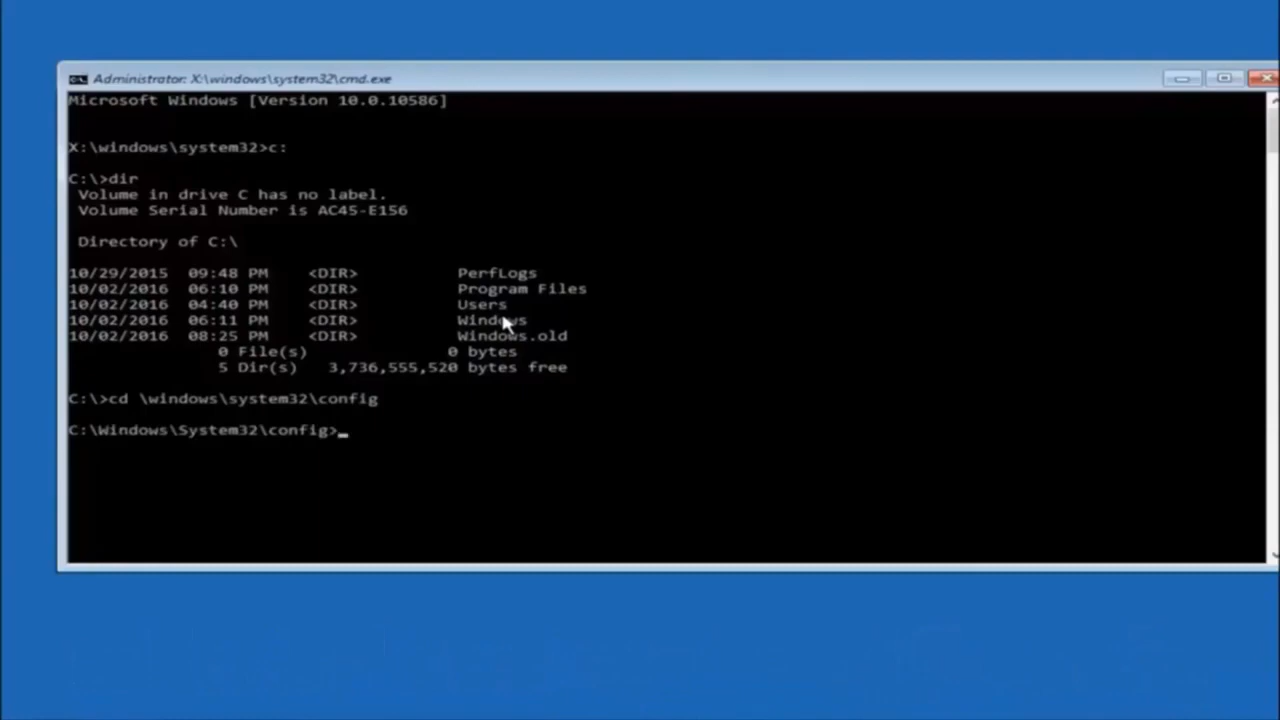 Administrator: X:\windows\system32\cmd.exe
Microsoft Windows [Version 10.0.10586]
X:\windows\system32>c:
C:\>dir
Volume in drive C has no label.
Volume Serial Number is AC45-E156
Directory of C:\
10/29/2015 09:48 PM <DIR> PerfLogs
10/02/2016 06:10 PM <DIR> Program Files
10/02/2016 04:40 PM <DIR> Users
10/02/2016 06:11 PM <DIR> Windows
10/02/2016 08:25 PM <DIR> Windows.old
0 File(s) 0 bytes
5 Dir(s) 3,736,555,520 bytes free
C:\>cd \windows\system32\config
C:\Windows\System32\config>_